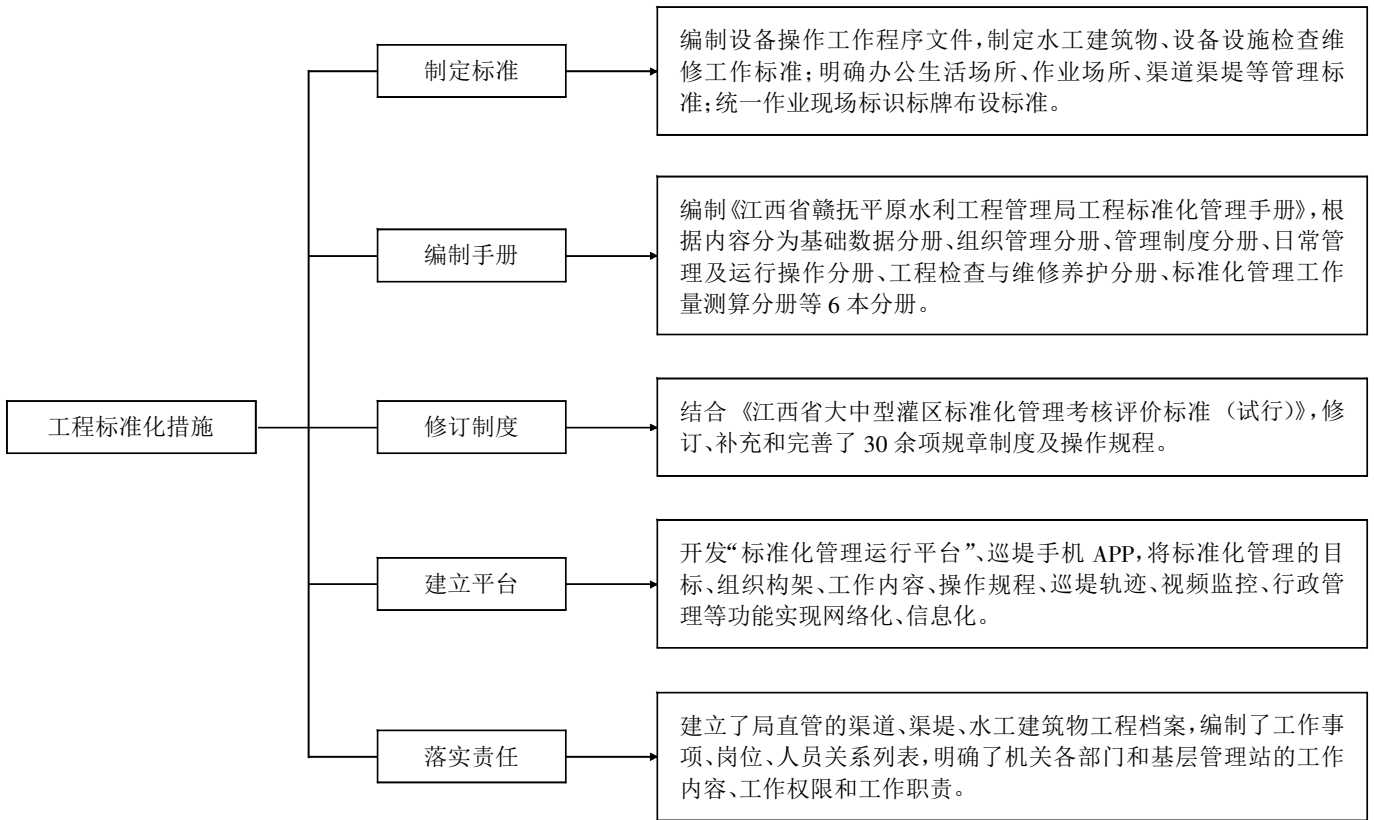 制定标准
编制设备操作工作程序文件,制定水工建筑物、设备设施检查维
修工作标准;明确办公生活场所、作业场所、渠道渠堤等管理标
准;统一作业现场标识标牌布设标准。
编制手册
编制《江西省赣抚平原水利工程管理局工程标准化管理手册》,根
据内容分为基础数据分册、组织管理分册、管理制度分册、日常管
理及运行操作分册、工程检查与维修养护分册、标准化管理工作
量测算分册等 6 本分册。
工程标准化措施
修订制度
结合《江西省大中型灌区标准化管理考核评价标准（试行）》,修
订、补充和完善了 30 余项规章制度及操作规程。
建立平台
开发“标准化管理运行平台”、巡堤手机 APP,将标准化管理的目
标、组织构架、工作内容、操作规程、巡堤轨迹、视频监控、行政管
理等功能实现网络化、信息化。
落实责任
建立了局直管的渠道、渠堤、水工建筑物工程档案,编制了工作事
项、岗位、人员关系列表,明确了机关各部门和基层管理站的工作
内容、工作权限和工作职责。